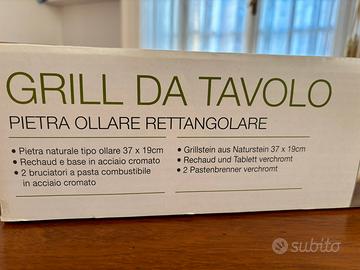 GRILL DA TAVOLO
PIETRA OLLARE RETTANGOLARE
• Pietra naturale tipo ollare 37 x 19cm
• Rechaud e base in acciaio cromato
• 2 bruciatori a pasta combustibile
in acciaio cromato
• Grillstein aus Naturstein 37 x 19cm
• Rechaud und Tablett verchromt
• 2 Pastenbrenner verchromt
subito